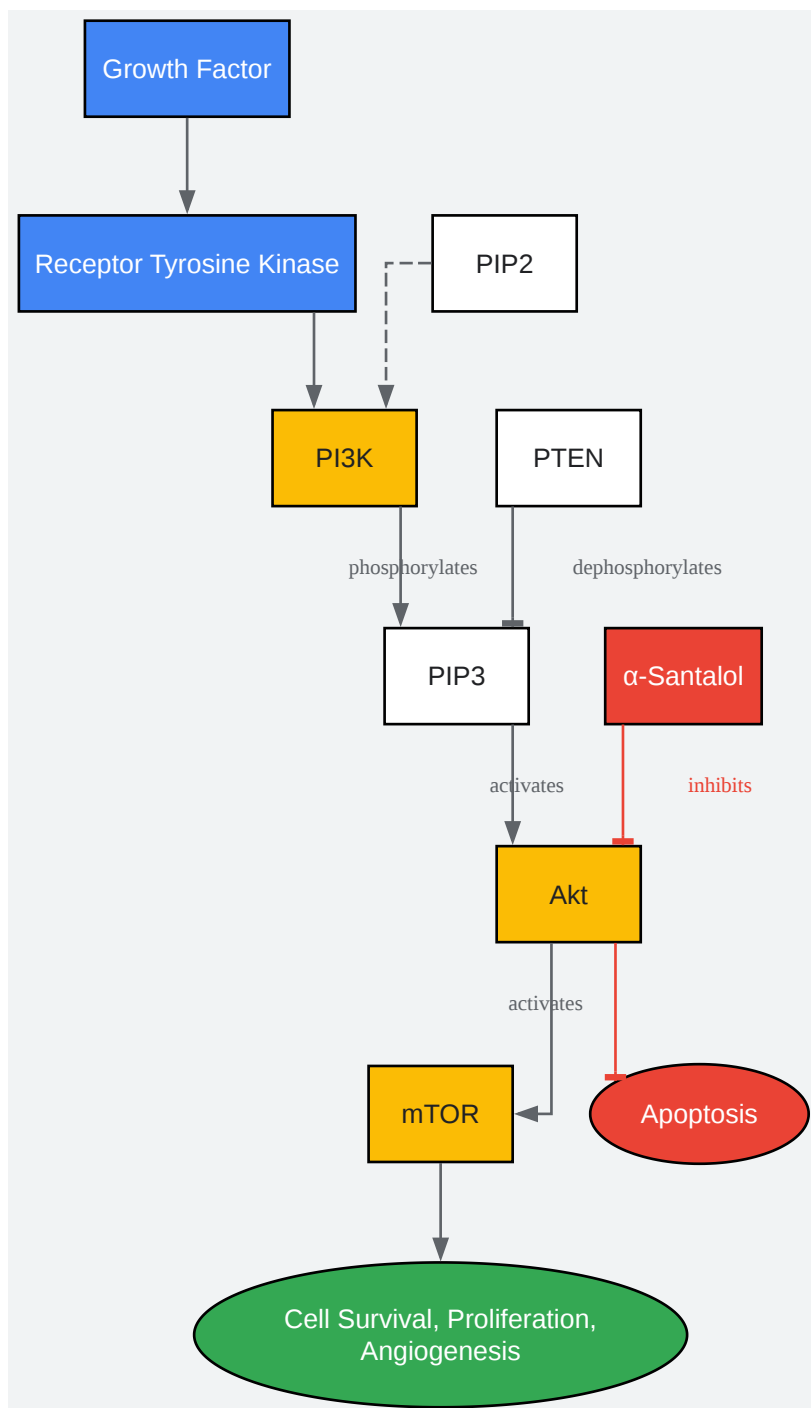 Growth Factor
Receptor Tyrosine Kinase
PIP2
PI3K
PTEN
phosphorylates
dephosphorylates
PIP3
α-Santalol
activates
inhibits
Akt
activates
mTOR
Apoptosis
Cell Survival, Proliferation,
Angiogenesis